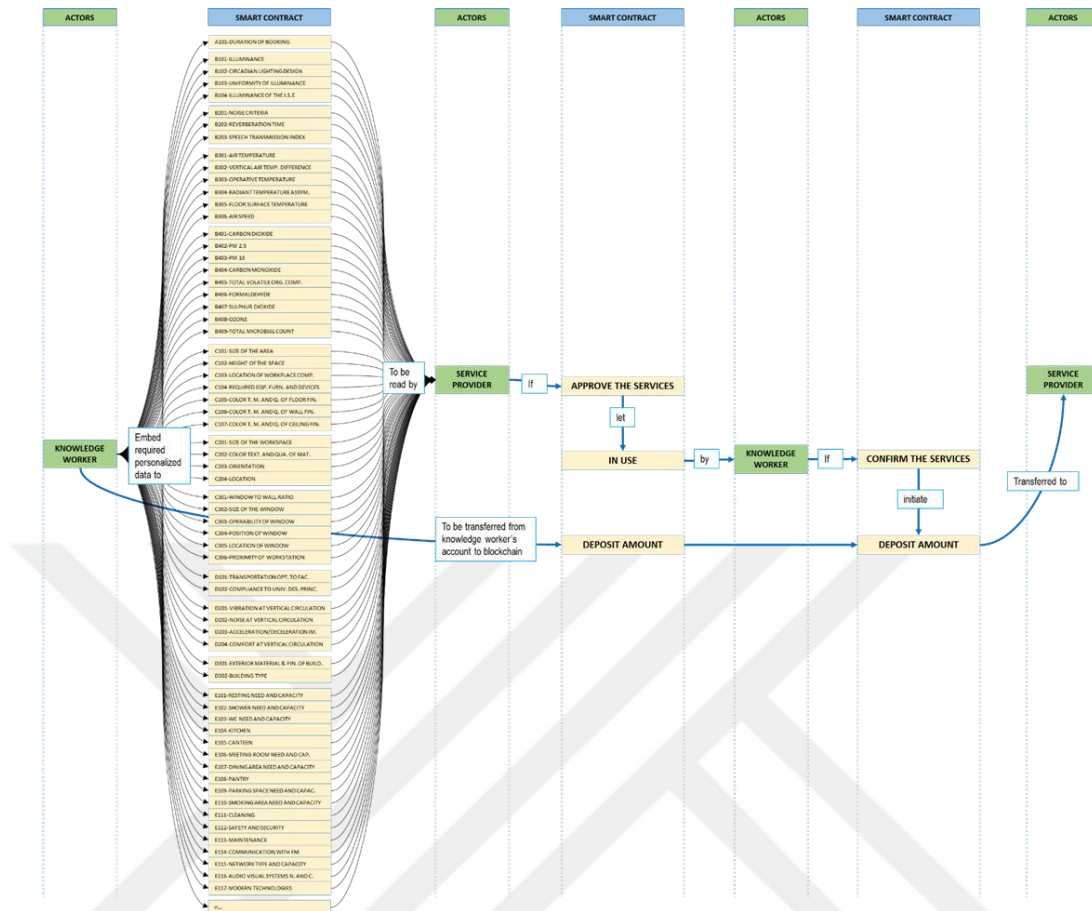 ACTORS
SMART CONTRACT
ACTORS
SMART CONTRACT
ACTORS
SMART CONTRACT
ACTORS
A101-DURATION OF BOOKING
B101-ILLUMINANCE
B102-CIRCADIAN LIGHTING DESIGN
B103-UNIFORMITY OF ILLUMINANCE
B104-ILLUMINANCE OF THE I.S.E
B201-NOISE CRITERIA
B202-REVERBERATION TIME
B203-SPEECH TRANSMISSION INDEX
B301-AIR TEMPERATURE
B302-VERTICAL AIR TEMP. DIFFERENCE
B303-OPERATIVE TEMPERATURE
B304-RADIANT TEMPERATURE ASSYM.
B305-FLOOR SURFACE TEMPERATURE
B306-AIR SPEED
B401-CARBON DIOXIDE
B402-PM 2.5
B403-PM 10
B404-CARBON MONOXIDE
B405-TOTAL VOLATILE ORG. COMP.
B406-FORMALDEHYDE
B407-SULPHUR DIOXIDE
B408-OZONE
B409-TOTAL MICROBIAL COUNT
C101-SIZE OF THE AREA
C102-HEIGHT OF THE SPACE
C103-LOCATION OF WORKPLACE COMP.
C104-REQUIRED EQP. FURN. AND DEVICES
C105-COLOR T. M. AND Q. OF FLOOR FIN.
C106-COLOR T. M. AND Q. OF WALL FIN.
C107-COLOR T. M. AND Q. OF CEILING FIN.
C201-SIZE OF THE WORKSPACE
C202-COLOR TEXT. AND QUA. OF MAT.
C203-ORIENTATION
C204-LOCATION
C301-WINDOW TO WALL RATIO
C302-SIZE OF THE WINDOW
C303-OPERABILITY OF WINDOW
C304-POSITION OF WINDOW
C305-LOCATION OF WINDOW
C306-PROXIMITY OF WORKSTATION
D101-TRANSPORTATION OPT. TO FAC.
D102-COMPLIANCE TO UNIV. DES. PRINC.
D201-VIBRATION AT VERTICAL CIRCULATION
D202-NOISE AT VERTICAL CIRCULATION
D203-ACCELERATION/DECELERATION IM.
D204-COMFORT AT VERTICAL CIRCULATION
D301-EXTERIOR MATERIAL & FIN. OF BUILD.
D302-BUILDING TYPE
E101-RESTING NEED AND CAPACITY
E102-SHOWER NEED AND CAPACITY
E103-WC NEED AND CAPACITY
E104-KITCHEN
E105-CANTEEN
E106-MEETING ROOM NEED AND CAP.
E107-DINING AREA NEED AND CAPACITY
E108-PANTRY
E109-PARKING SPACE NEED AND CAPAC.
E110-SMOKING AREA NEED AND CAPACITY
E111-CLEANING
E112-SAFETY AND SECURITY
E113-MAINTENANCE
E114-COMMUNICATION WITH FM
E115-NETWORK TYPE AND CAPACITY
E116-AUDIO VISUAL SYSTEMS N. AND C.
E117-MODERN TECHNOLOGIES
KNOWLEDGE
WORKER
Embed
required
personalized
data to
To be
read by
SERVICE
PROVIDER
If
APPROVE THE SERVICES
let
IN USE
by
KNOWLEDGE
WORKER
If
CONFIRM THE SERVICES
initiate
To be transferred from
knowledge worker's
account to blockchain
DEPOSIT AMOUNT
DEPOSIT AMOUNT
Transferred to
SERVICE
PROVIDER